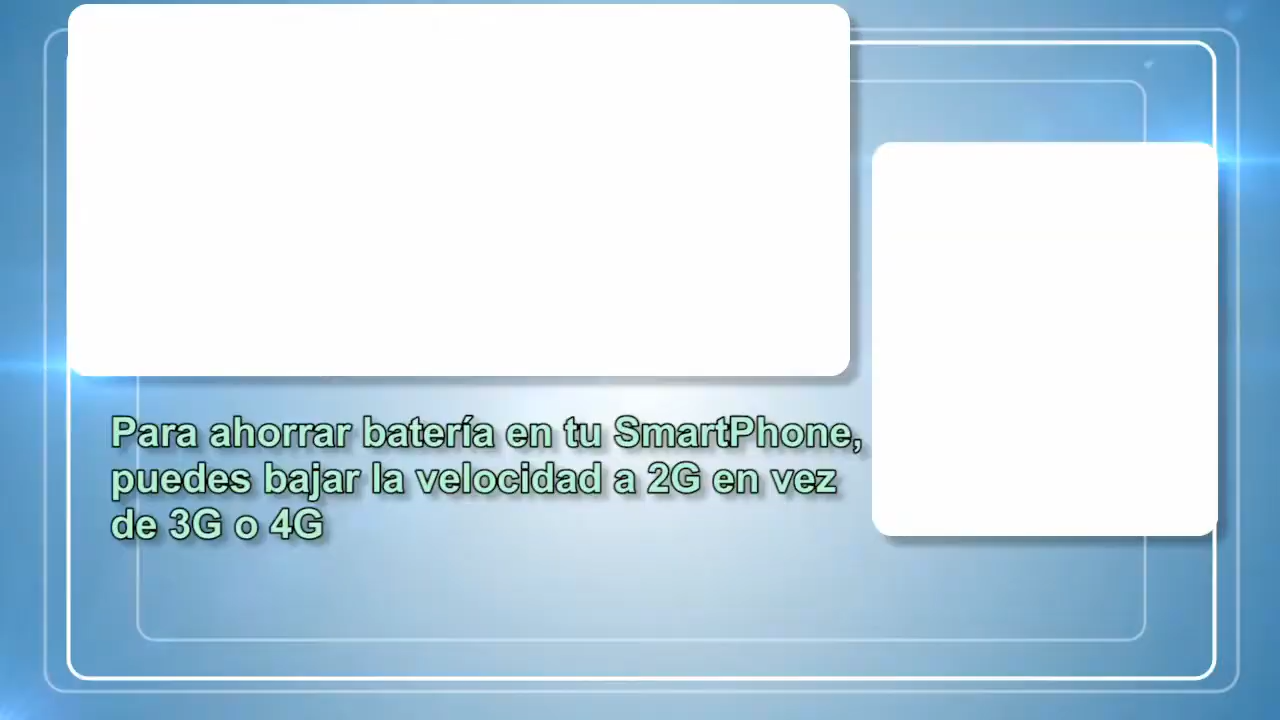 Para ahorrar batería en tu SmartPhone,
puedes bajar la velocidad a 2G en vez
de 3G o 4G